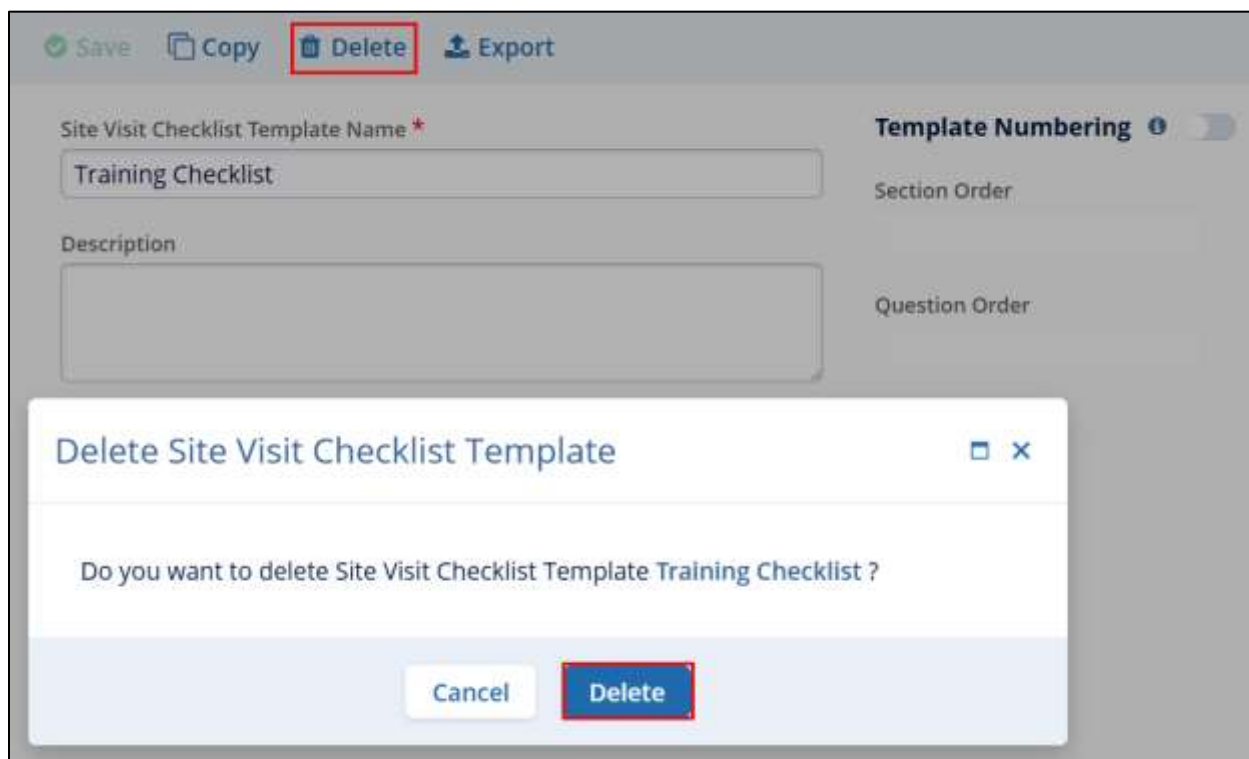 Save Copy Delete Export
Site Visit Checklist Template Name *
Training Checklist
Description
Template Numbering
Section Order
Question Order
Delete Site Visit Checklist Template
Do you want to delete Site Visit Checklist Template Training Checklist ?
Cancel Delete